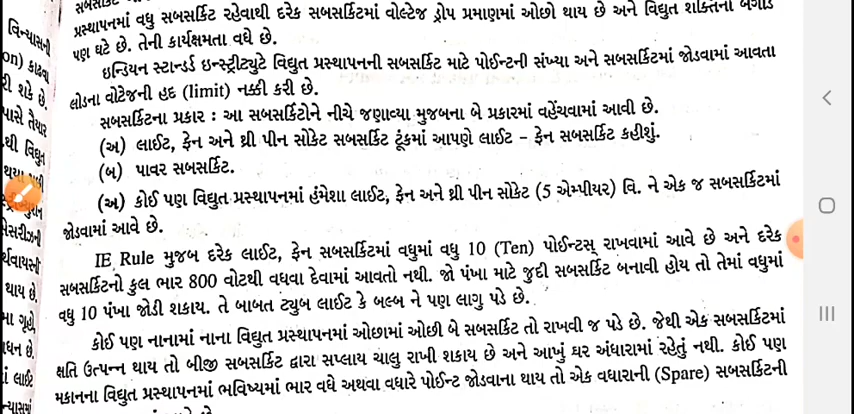 પ્રસ્થાપનમાં વધુ સબસર્કિટ રહેવાથી દરેક સબસર્કિટમાં વોલ્ટેજ ડ્રોપ પ્રમાણમાં ઓછો થાય છે અને વિદ્યુત શક્તિનો બગાડ
પણ ઘટે છે. તેની કાર્યક્ષમતા વધે છે.
ઇન્ડિયન સ્ટાન્ડર્ડ ઇન્સ્ટીટ્યુટે વિદ્યુત પ્રસ્થાપનની સબસર્કિટ માટે પોઈન્ટની સંખ્યા અને સબસર્કિટમાં જોડવામાં આવતા
લોડના વોટેજની હદ (limit) નક્કી કરી છે.
સબસર્કિટના પ્રકાર : આ સબસર્કિટોને નીચે જણાવ્યા મુજબના બે પ્રકારમાં વહેંચવામાં આવી છે.
(અ) લાઈટ, ફેન અને થ્રી પીન સોકેટ સબસર્કિટ ટૂંકમાં આપણે લાઈટ – ફેન સબસર્કિટ કહીશું.
(બ) પાવર સબસર્કિટ.
(અ) કોઈ પણ વિદ્યુત પ્રસ્થાપનમાં હંમેશા લાઈટ, ફેન અને થ્રી પીન સોકેટ (5 એમ્પીયર) વિ. ને એક જ સબસર્કિટમાં
જોડવામાં આવે છે.
IE Rule મુજબ દરેક લાઈટ, ફેન સબસર્કિટમાં વધુમાં વધુ 10 (Ten) પોઈન્ટસ્ રાખવામાં આવે છે અને દરેક
સબસર્કિટનો કુલ ભાર 800 વોટથી વધવા દેવામાં આવતો નથી. જો પંખા માટે જુદી સબસર્કિટ બનાવી હોય તો તેમાં વધુમાં
વધુ 10 પંખા જોડી શકાય. તે બાબત ટ્યુબ લાઈટ કે બલ્બ ને પણ લાગુ પડે છે.
કોઈ પણ નાનામાં નાના વિદ્યુત પ્રસ્થાપનમાં ઓછામાં ઓછી બે સબસર્કિટ તો રાખવી જ પડે છે. જેથી એક સબસર્કિટમાં
ક્ષતિ ઉત્પન્ન થાય તો બીજી સબસર્કિટ દ્વારા સપ્લાય ચાલુ રાખી શકાય છે અને આખું ઘર અંધારામાં રહેતું નથી. કોઈ પણ
મકાનના વિદ્યુત પ્રસ્થાપનમાં ભવિષ્યમાં ભાર વધે અથવા વધારે પોઈન્ટ જોડવાના થાય તો એક વધારાની (Spare) સબસર્કિટની